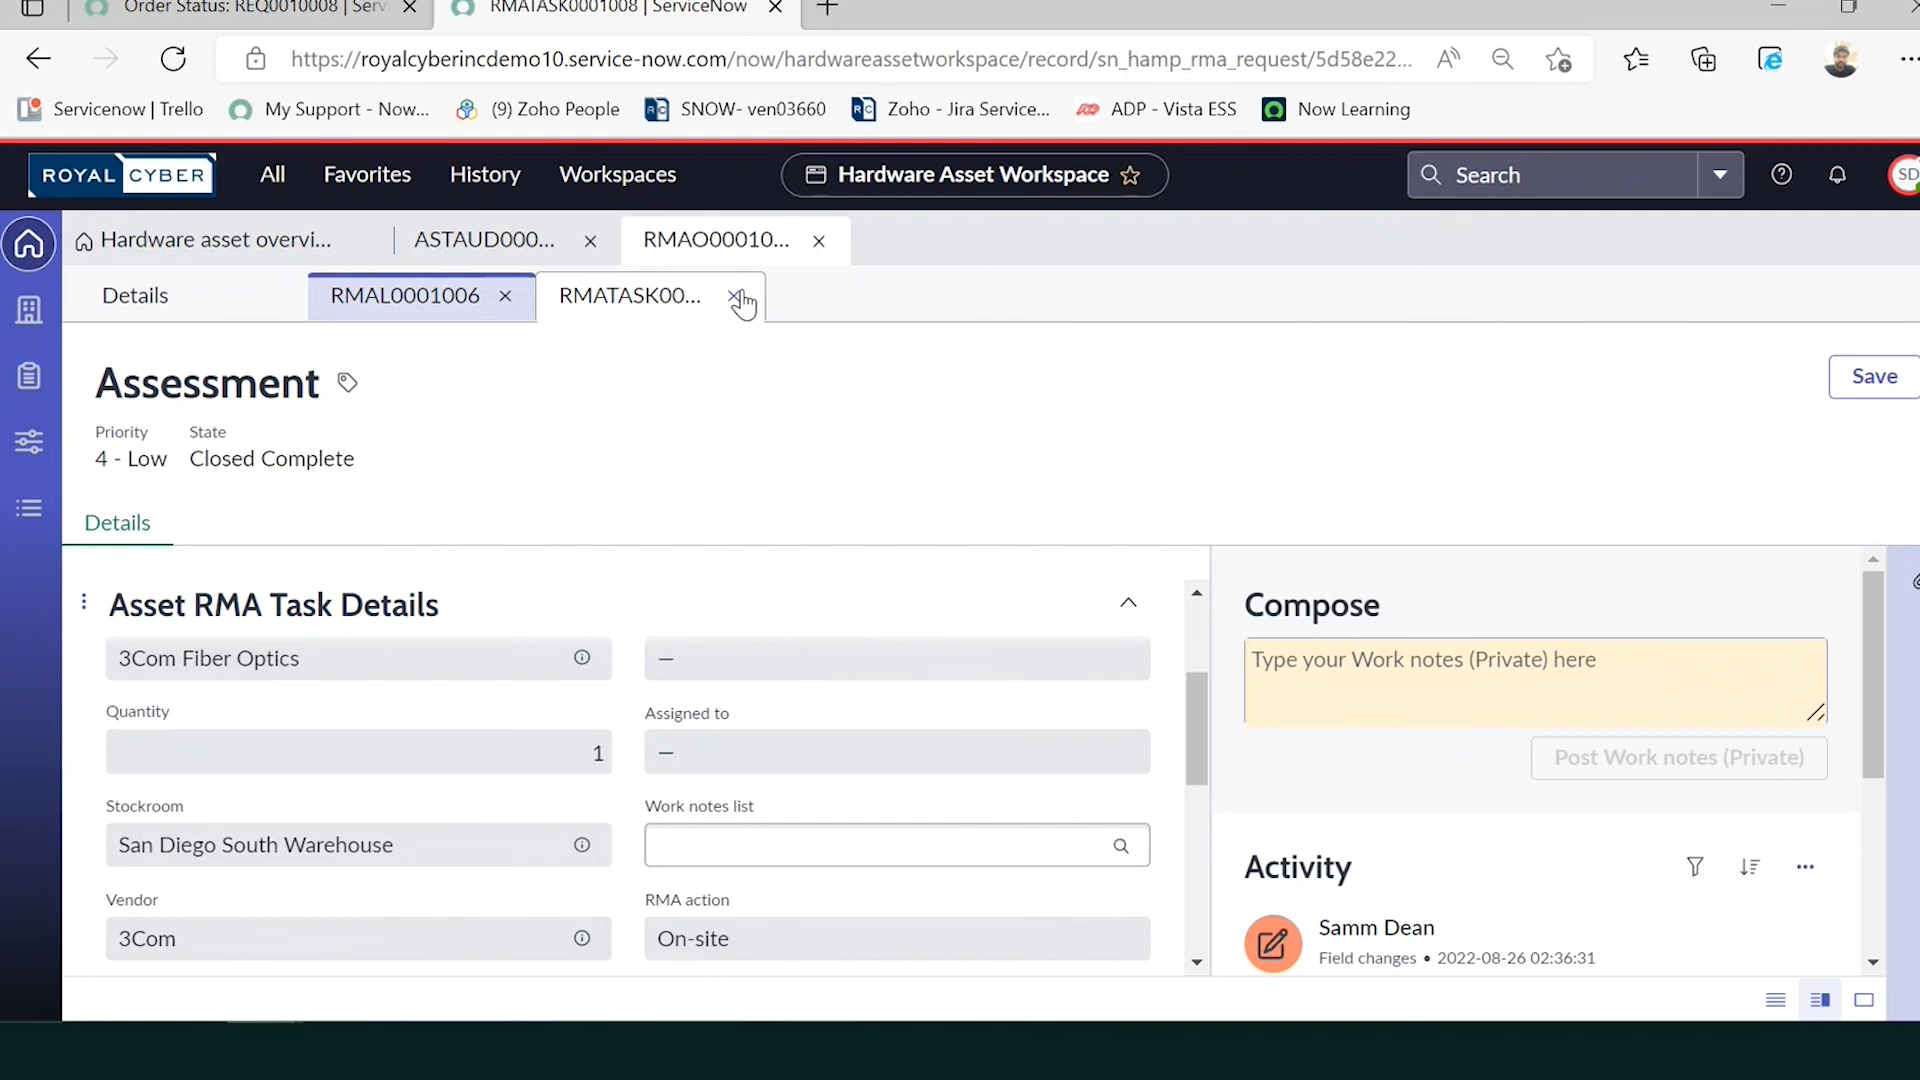 Order Status: REQ0010008 | Serv
RMATASK0001008 | ServiceNow
https://royalcyberincdemo10.service-now.com/now/hardwareassetworkspace/record/sn_hamp_rma_request/5d58e22...
Servicenow | Trello
My Support - Now...
(9) Zoho People
SNOW- ven03660
Zoho - Jira Service...
ADP - Vista ESS
Now Learning
ROYAL CYBER
All
Favorites
History
Workspaces
Hardware Asset Workspace
Search
SD
Hardware asset overvi...
ASTAUD000...
RMAO00010...
Details
RMAL0001006
RMATASK00...
Assessment
Save
Priority
State
4 - Low
Closed Complete
Details
Asset RMA Task Details
3Com Fiber Optics
—
Quantity
1
Assigned to
—
Stockroom
San Diego South Warehouse
Work notes list
Vendor
3Com
RMA action
On-site
Compose
Type your Work notes (Private) here
Post Work notes (Private)
Activity
Samm Dean
Field changes • 2022-08-26 02:36:31